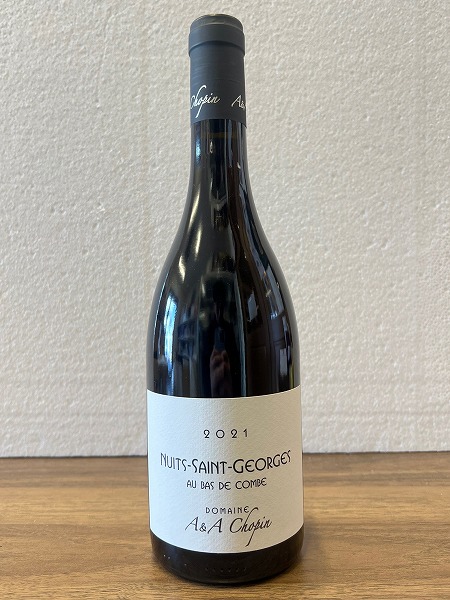 Chopin A&A
2021
NUITS-SAINT-GEORGES
AU BAS DE COMBE
DOMAINE
A&A Chopin